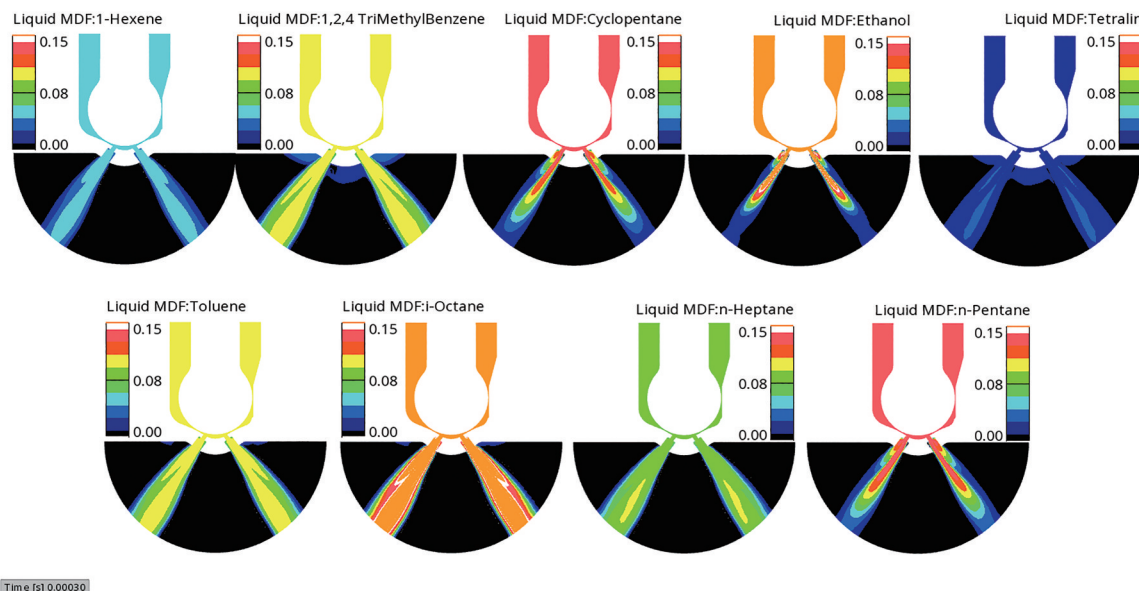 Liquid MDF:1-Hexene
0.15
0.08
0.00
Liquid MDF:1,2,4 TriMethylBenzene
0.15
0.08
0.00
Liquid MDF:Cyclopentane
0.15
0.08
0.00
Liquid MDF:Ethanol
0.15
0.08
0.00
Liquid MDF:Tetralin
0.15
0.08
0.00
Liquid MDF:Toluene
0.15
0.08
0.00
Liquid MDF:i-Octane
0.15
0.08
0.00
Liquid MDF:n-Heptane
0.15
0.08
0.00
Liquid MDF:n-Pentane
0.15
0.08
0.00
Time [s] 0.00030